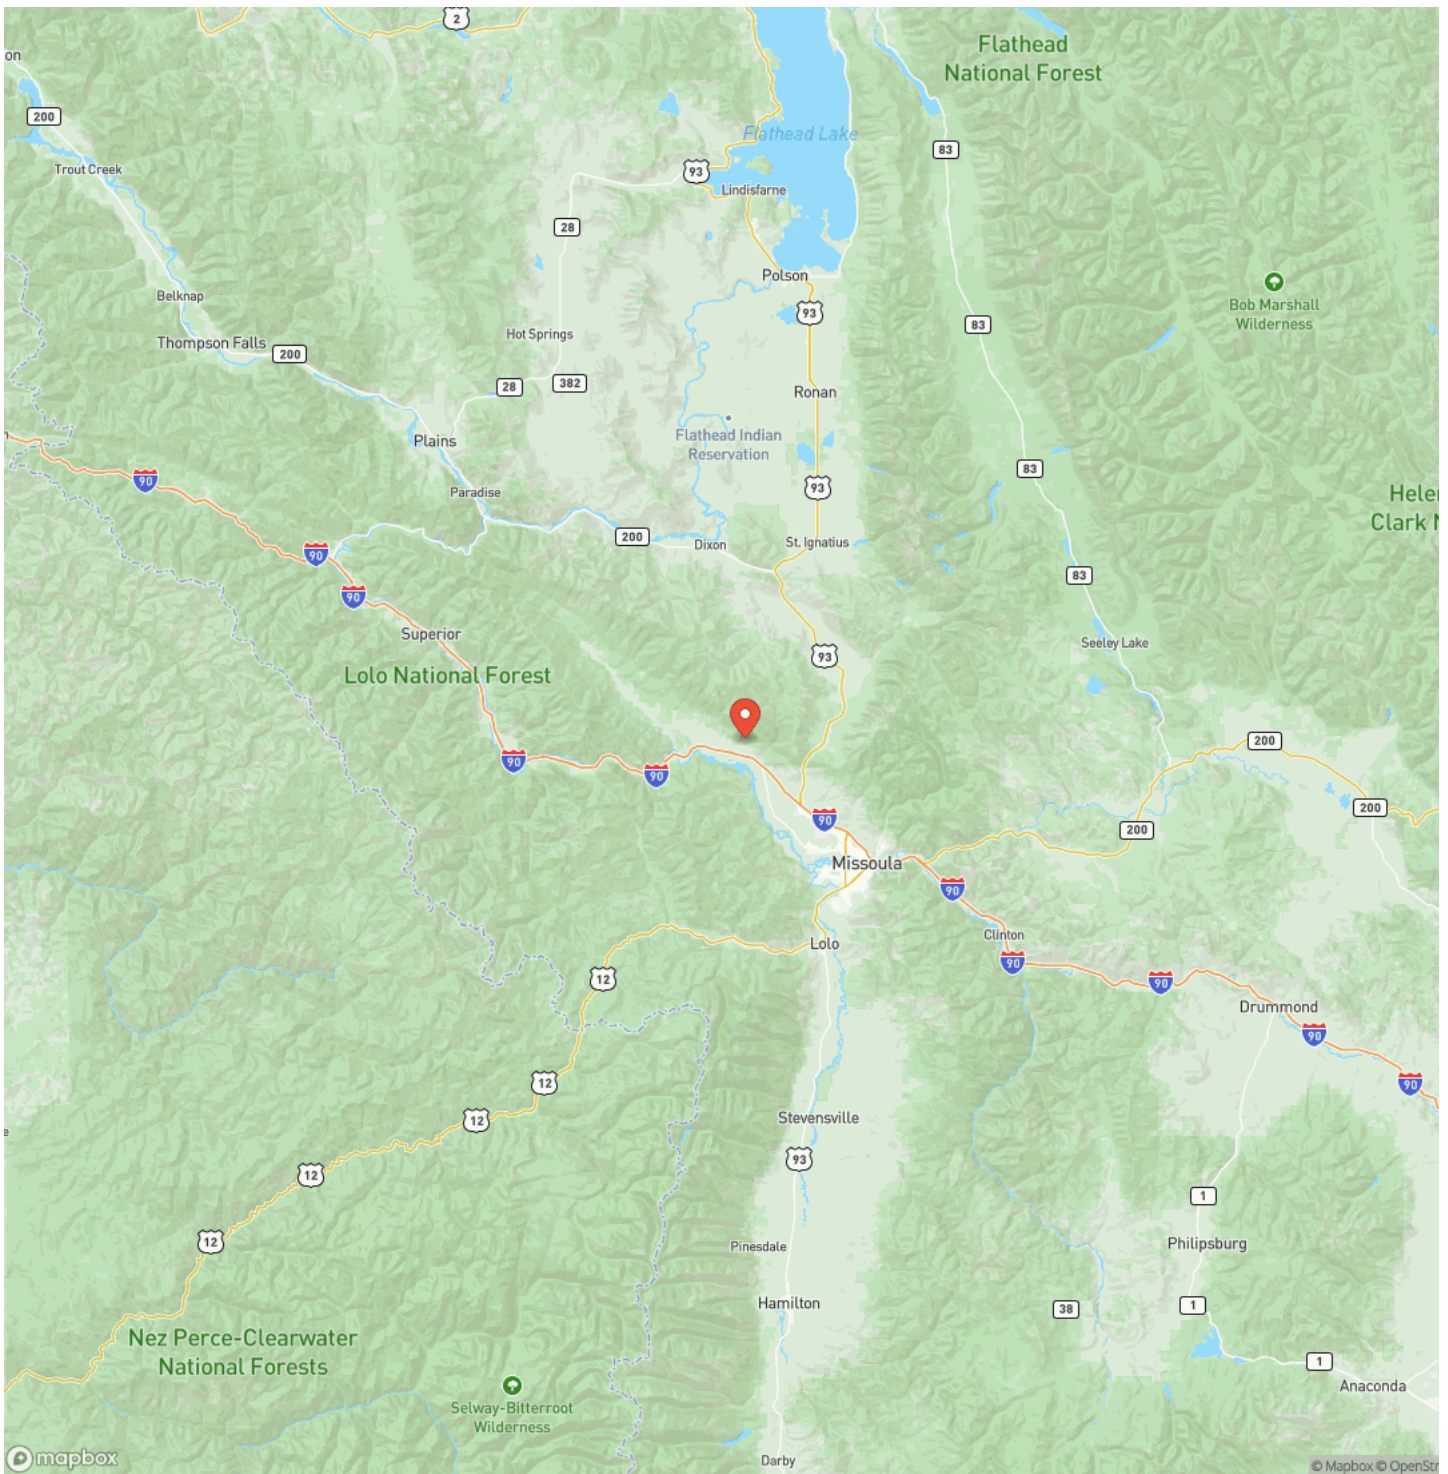 2
Flathead
National Forest
on
200
Flathead Lake
83
Trout Creek
93
Lindisfarne
28
Polson
Bob Marshall
Wilderness
Belknap
93
83
Hot Springs
Thompson Falls
200
28
382
Ronan
Plains
Flathead Indian
Reservation
83
90
Paradise
93
Helen
Clark N
200
Dixon
St. Ignatius
90
83
90
Superior
Seeley Lake
93
Lolo National Forest
200
90
90
200
90
200
Missoula
90
Clinton
Lolo
90
12
90
Drummond
90
12
90
Stevensville
12
93
12
1
12
Pinesdale
Philipsburg
Hamilton
38
1
Nez Perce-Clearwater
National Forests
1
Anaconda
Selway-Bitterroot
Wilderness
Darby
mapbox
© Mapbox © OpenStr